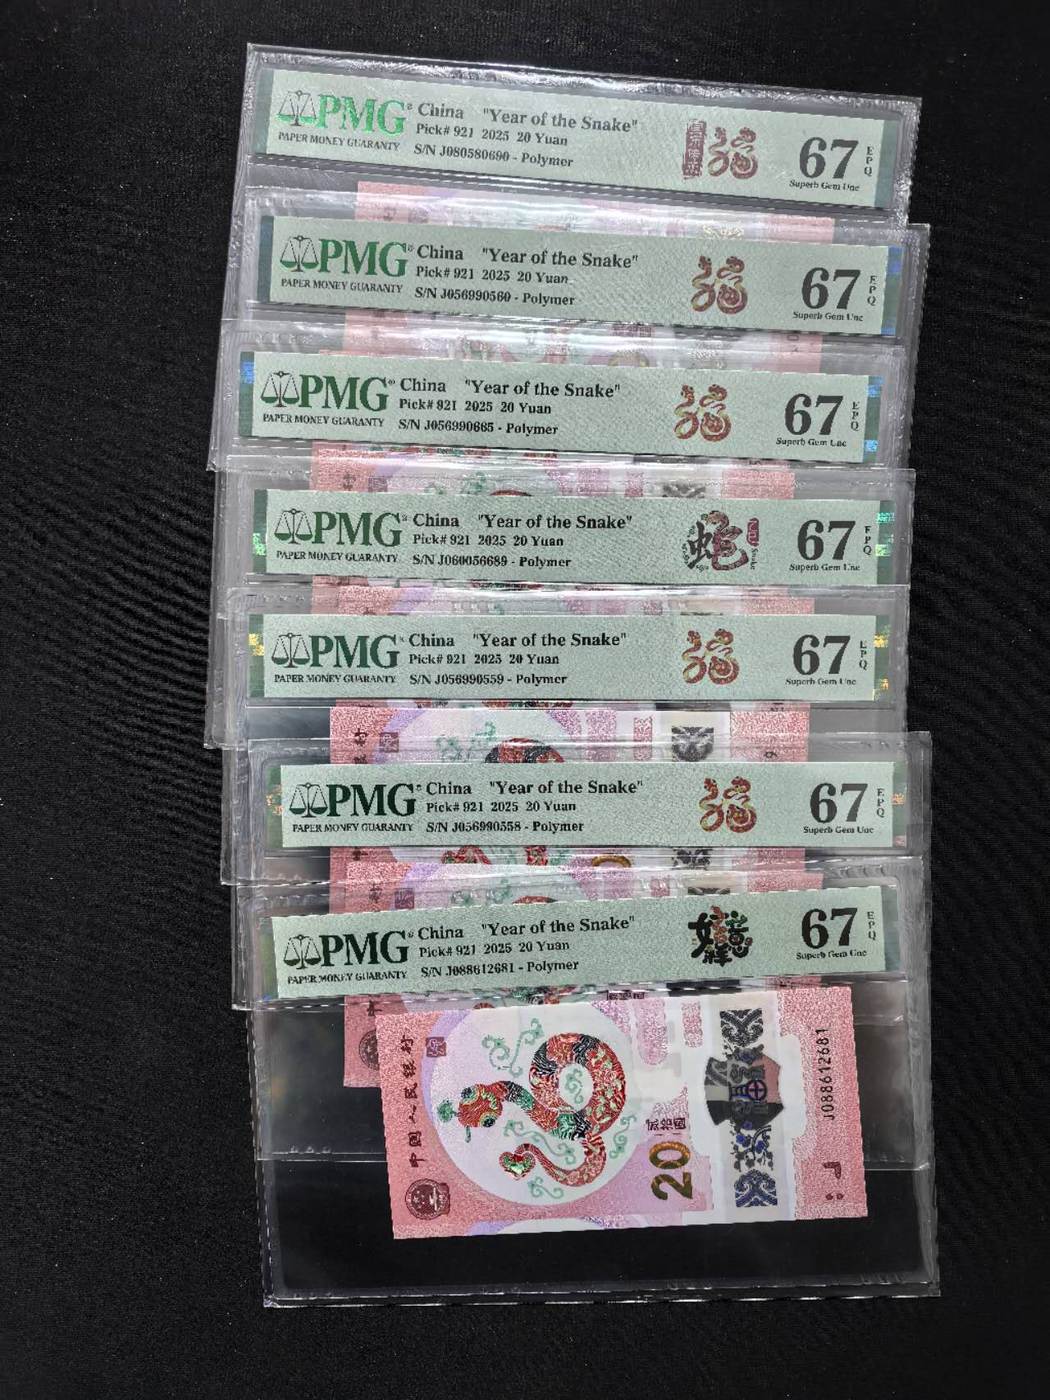 PMG® China "Year of the Snake"
PAPER MONEY GUARANTY Pick# 921 2025 20 Yuan
S/N J080580690 - Polymer
福
67 EPQ
Superb Gem Unc
PMG® China "Year of the Snake"
PAPER MONEY GUARANTY Pick# 921 2025 20 Yuan
S/N J056990560 - Polymer
福
67 EPQ
Superb Gem Unc
PMG® China "Year of the Snake"
PAPER MONEY GUARANTY Pick# 921 2025 20 Yuan
S/N J056990665 - Polymer
福
67 EPQ
Superb Gem Unc
PMG® China "Year of the Snake"
PAPER MONEY GUARANTY Pick# 921 2025 20 Yuan
S/N J060056689 - Polymer
蛇
67 EPQ
Superb Gem Unc
PMG® China "Year of the Snake"
PAPER MONEY GUARANTY Pick# 921 2025 20 Yuan
S/N J056990559 - Polymer
福
67 EPQ
Superb Gem Unc
PMG® China "Year of the Snake"
PAPER MONEY GUARANTY Pick# 921 2025 20 Yuan
S/N J056990558 - Polymer
福
67 EPQ
Superb Gem Unc
PMG® China "Year of the Snake"
PAPER MONEY GUARANTY Pick# 921 2025 20 Yuan
S/N J088612681 - Polymer
67 EPQ
Superb Gem Unc
中國人民銀行
20
J088612681